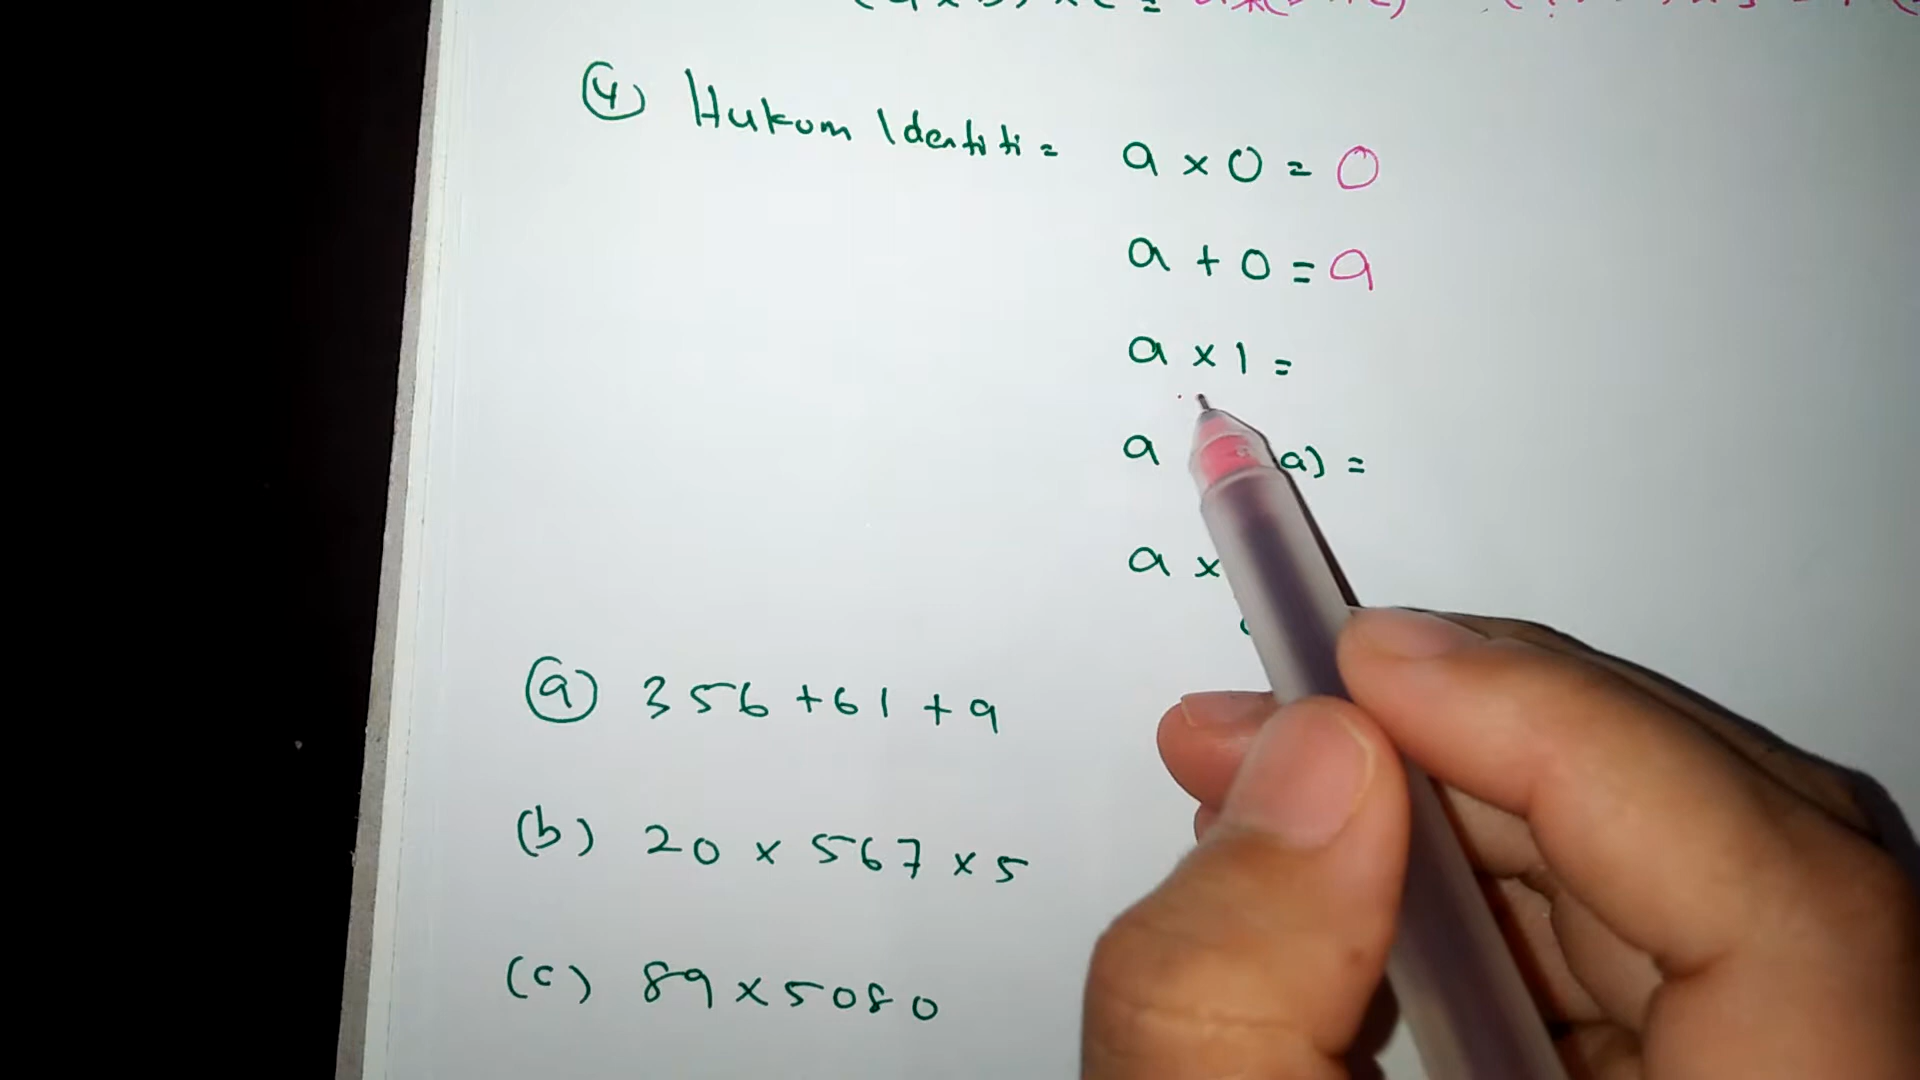 ④ Hukum Identiti = a × 0 = 0
a + 0 = a
a × 1 =
a a) =
a ×
ⓐ 356 + 61 + 9
(b) 20 × 567 × 5
(c) 89 × 5080